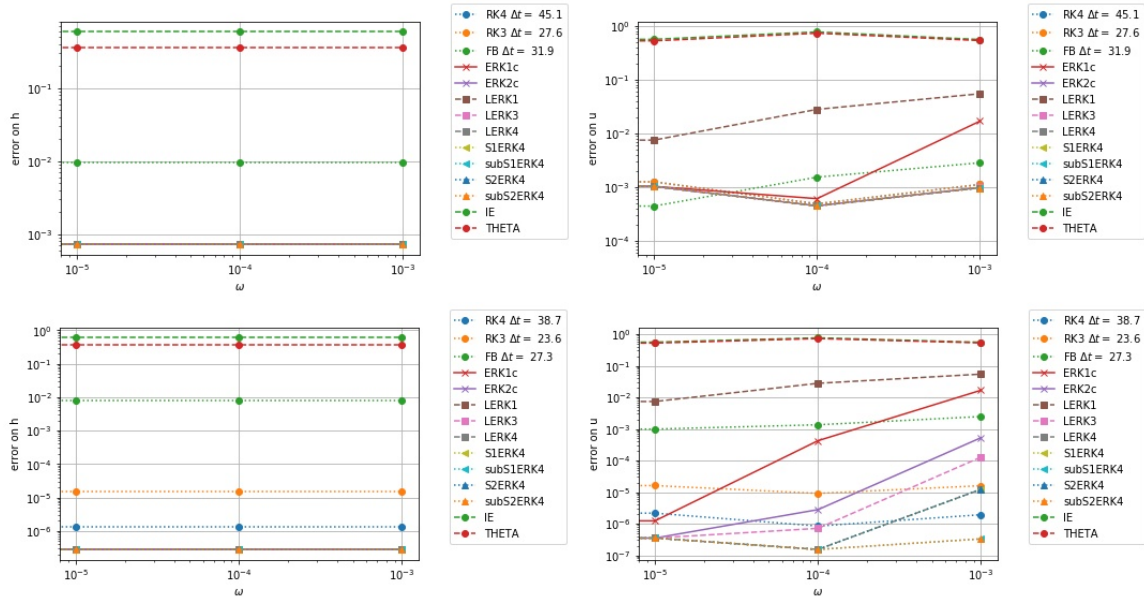 error on h
10⁻¹
10⁻²
10⁻³
10⁻⁵
10⁻⁴
10⁻³
ω
RK4 Δt = 45.1
RK3 Δt = 27.6
FB Δt = 31.9
ERK1c
ERK2c
LERK1
LERK3
LERK4
S1ERK4
subS1ERK4
S2ERK4
subS2ERK4
IE
THETA
error on u
10⁰
10⁻¹
10⁻²
10⁻³
10⁻⁴
10⁻⁵
10⁻⁴
10⁻³
ω
RK4 Δt = 45.1
RK3 Δt = 27.6
FB Δt = 31.9
ERK1c
ERK2c
LERK1
LERK3
LERK4
S1ERK4
subS1ERK4
S2ERK4
subS2ERK4
IE
THETA
error on h
10⁰
10⁻¹
10⁻²
10⁻³
10⁻⁴
10⁻⁵
10⁻⁶
10⁻⁵
10⁻⁴
10⁻³
ω
RK4 Δt = 38.7
RK3 Δt = 23.6
FB Δt = 27.3
ERK1c
ERK2c
LERK1
LERK3
LERK4
S1ERK4
subS1ERK4
S2ERK4
subS2ERK4
IE
THETA
error on u
10⁰
10⁻¹
10⁻²
10⁻³
10⁻⁴
10⁻⁵
10⁻⁶
10⁻⁷
10⁻⁵
10⁻⁴
10⁻³
ω
RK4 Δt = 38.7
RK3 Δt = 23.6
FB Δt = 27.3
ERK1c
ERK2c
LERK1
LERK3
LERK4
S1ERK4
subS1ERK4
S2ERK4
subS2ERK4
IE
THETA